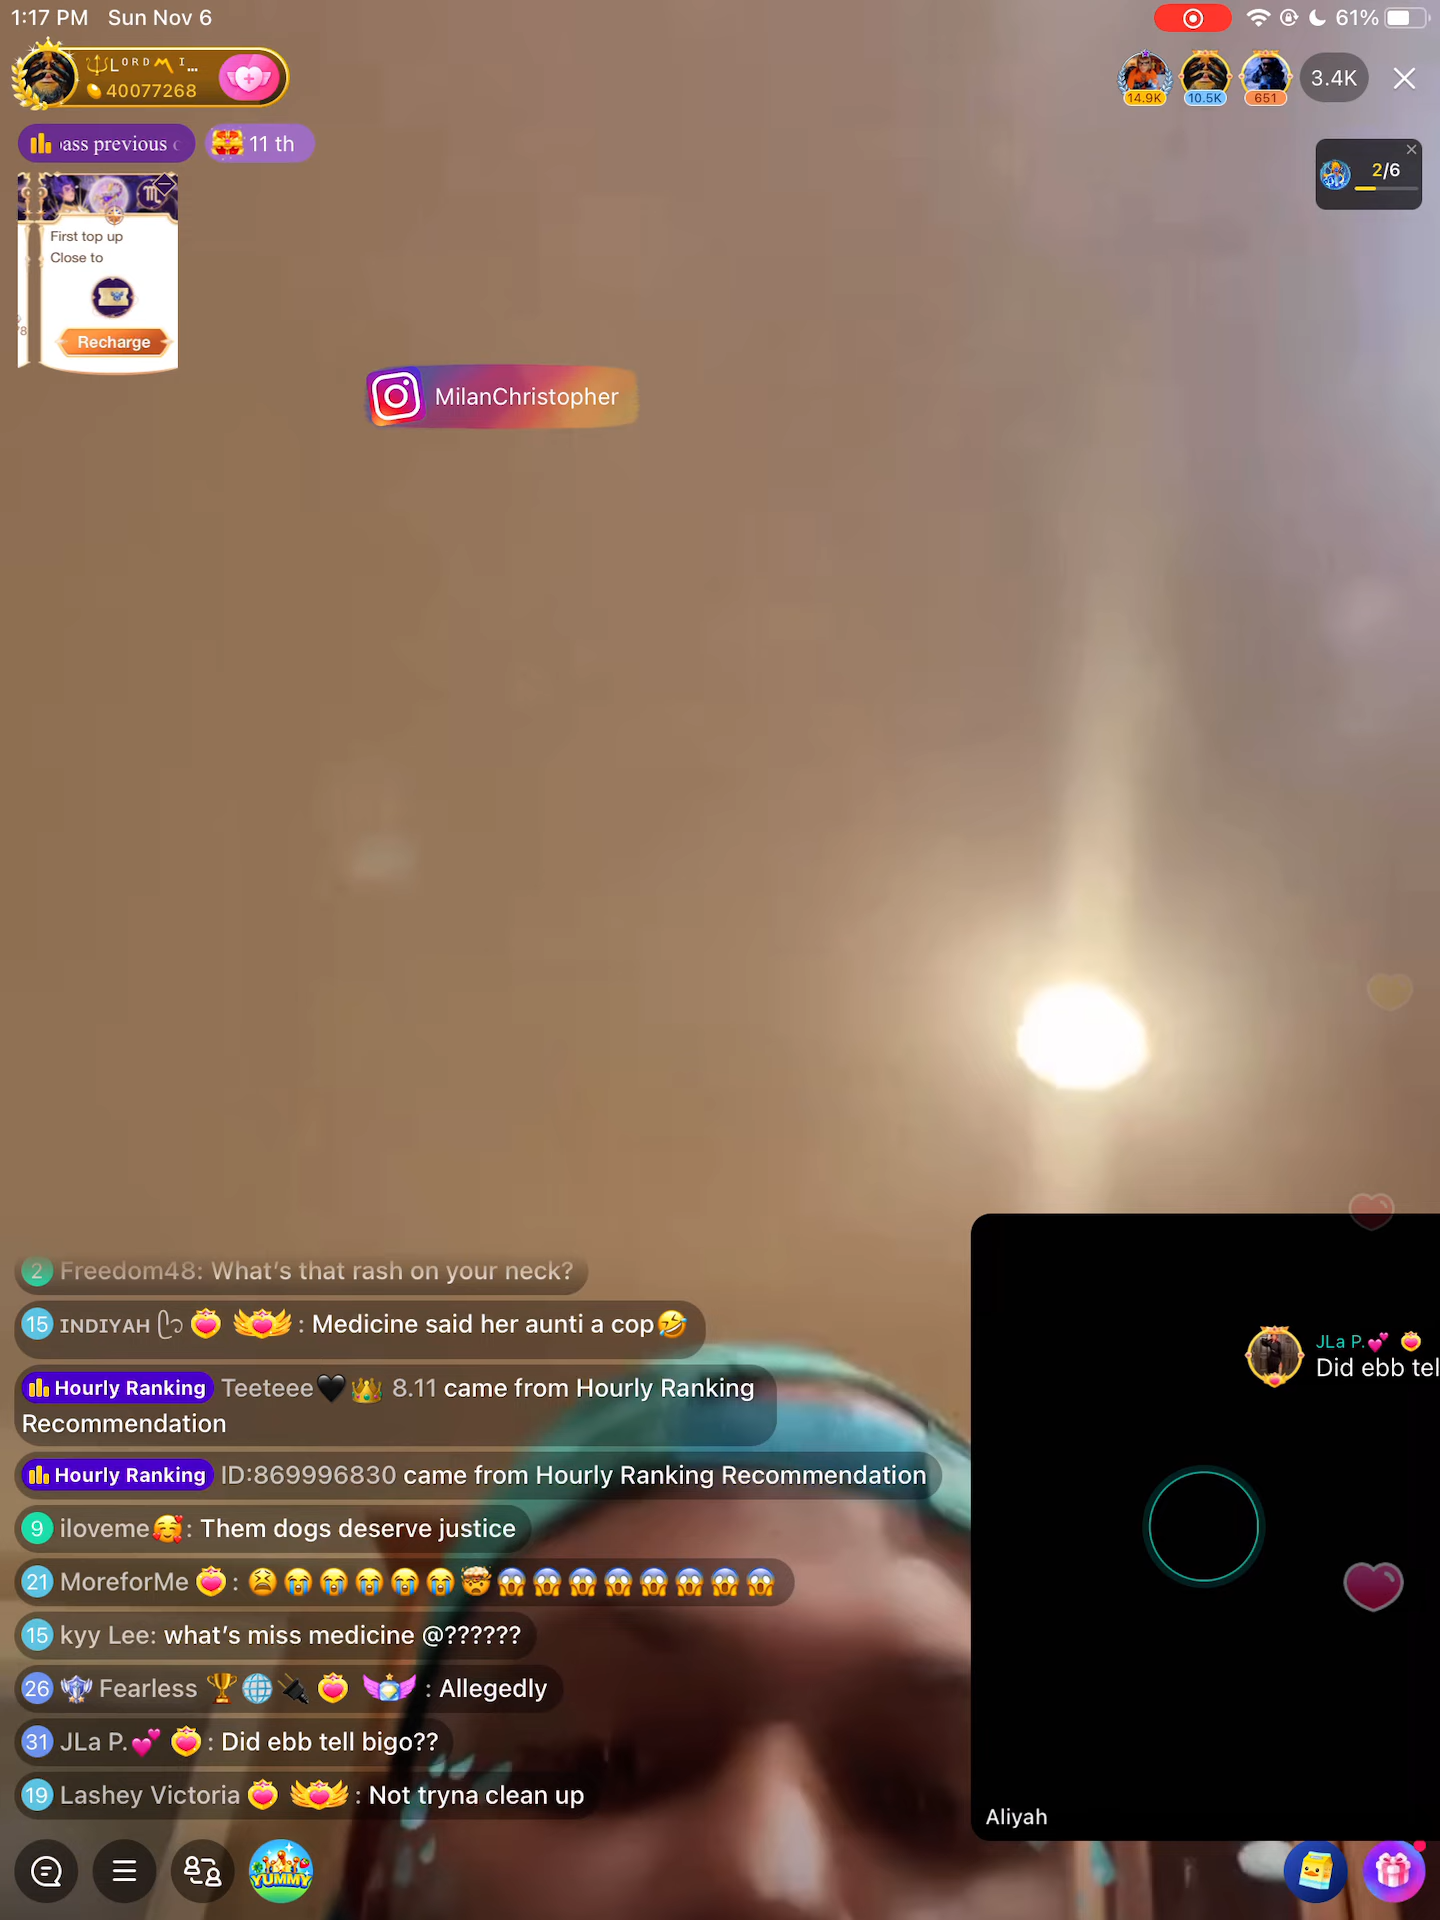 1:17 PM Sun Nov 6
61%
Lᴼᴿᴰ I...
40077268
14.9K
10.5K
651
3.4K
ass previous
11 th
2/6
First top up
Close to
Recharge
MilanChristopher
2 Freedom48: What's that rash on your neck?
15 ɪɴᴅɪʏᴀʜ : Medicine said her aunti a cop🤣
Hourly Ranking Teeteee🖤👑 8.11 came from Hourly Ranking
Recommendation
Hourly Ranking ID:869996830 came from Hourly Ranking Recommendation
9 iloveme🥰: Them dogs deserve justice
21 MoreforMe : 😫😭😭😭😭😭🤯😱😱😱😱😱😱😱😱
15 kyy Lee: what's miss medicine @??????
26 Fearless 🏆🌐🔌 : Allegedly
31 JLa P.💕 : Did ebb tell bigo??
19 Lashey Victoria : Not tryna clean up
JLa P.💕
Did ebb tel
Aliyah
YUMMY